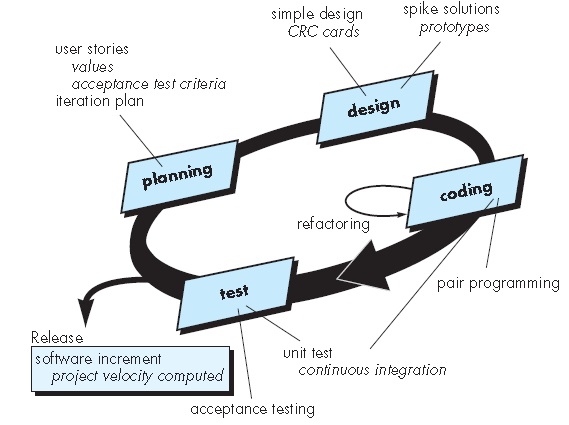 simple design
CRC cards
spike solutions
prototypes
user stories
values
acceptance test criteria
iteration plan
design
planning
coding
refactoring
test
pair programming
Release
software increment
project velocity computed
unit test
continuous integration
acceptance testing